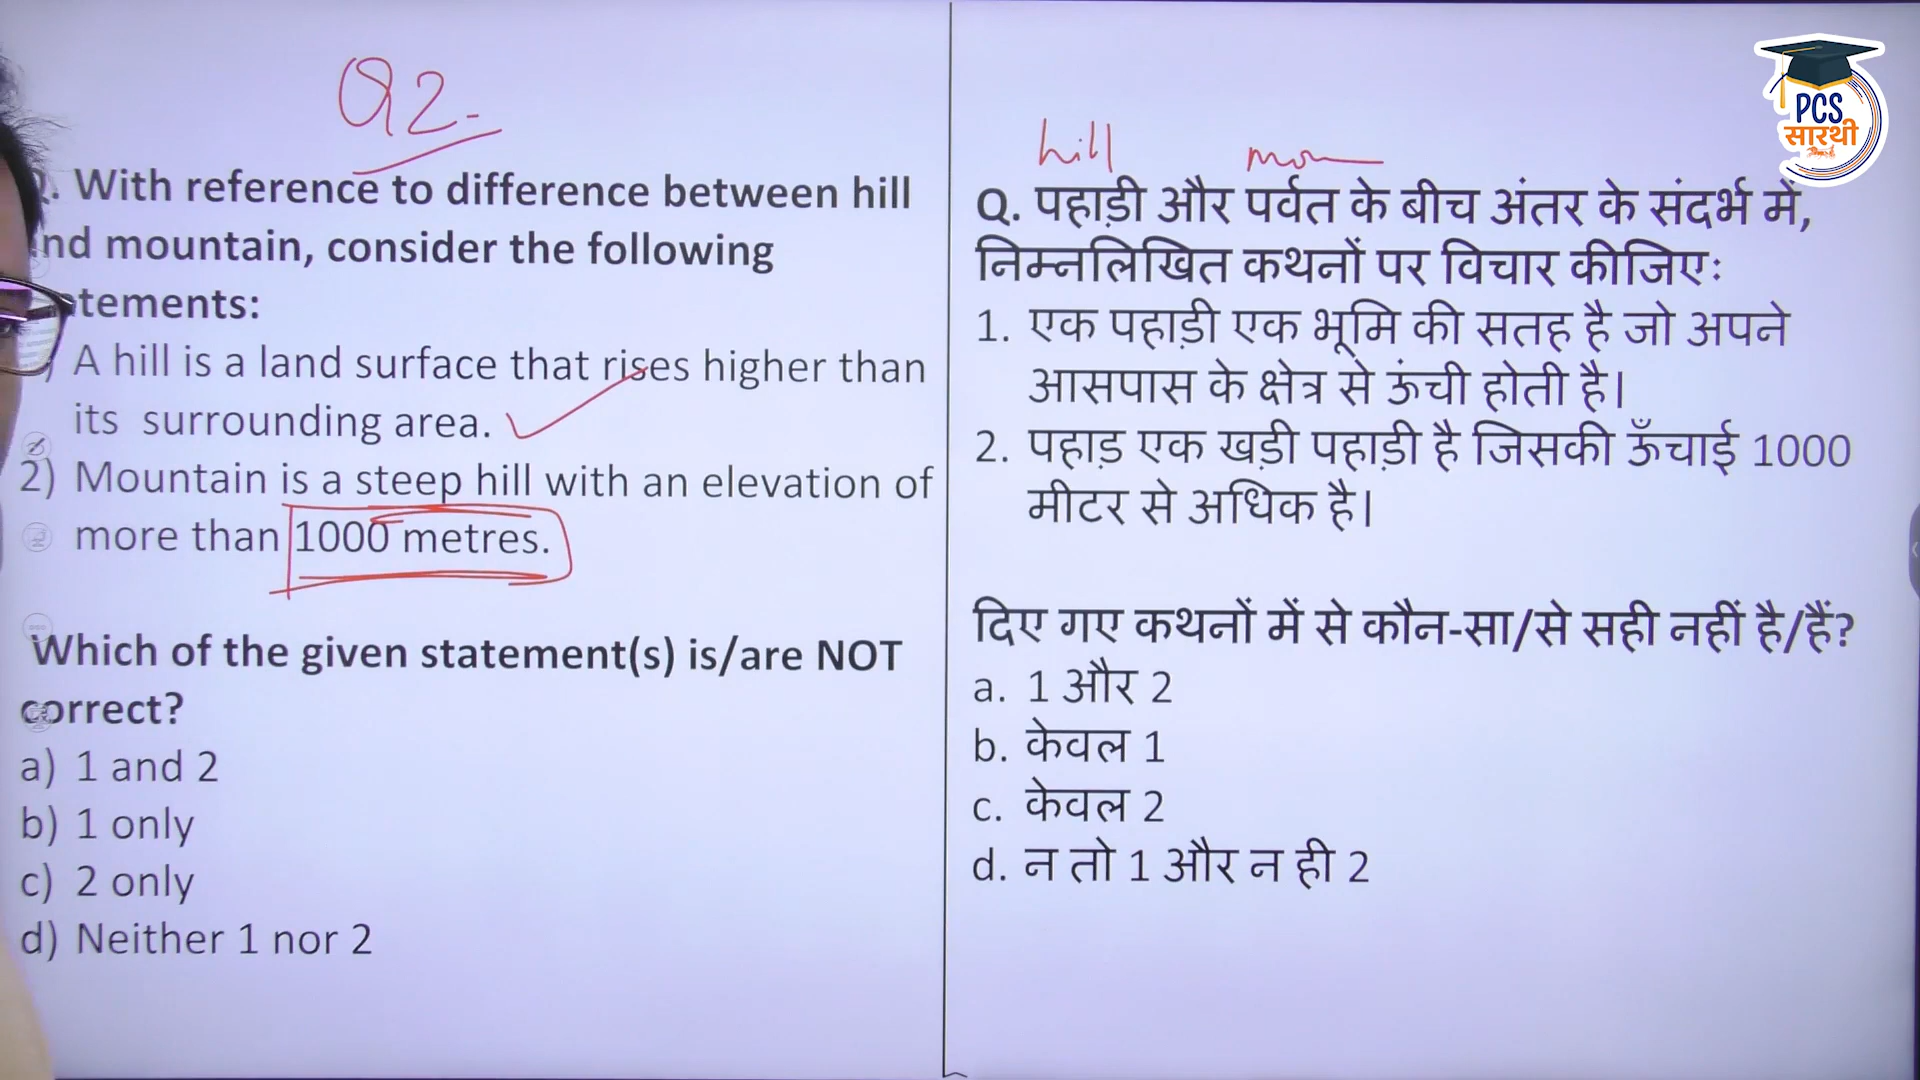 Q2.
With reference to difference between hill
nd mountain, consider the following
tements:
A hill is a land surface that rises higher than
its surrounding area.
2) Mountain is a steep hill with an elevation of
more than 1000 metres.
Which of the given statement(s) is/are NOT
correct?
a) 1 and 2
b) 1 only
c) 2 only
d) Neither 1 nor 2
hill
PCS
सारथी
Q. पहाड़ी और पर्वत के बीच अंतर के संदर्भ में,
निम्नलिखित कथनों पर विचार कीजिएः
1. एक पहाड़ी एक भूमि की सतह है जो अपने
आसपास के क्षेत्र से ऊंची होती है।
2. पहाड़ एक खड़ी पहाड़ी है जिसकी ऊँचाई 1000
मीटर से अधिक है।
दिए गए कथनों में से कौन-सा/से सही नहीं है/हैं?
a. 1 और 2
b. केवल 1
c. केवल 2
d. न तो 1 और न ही 2